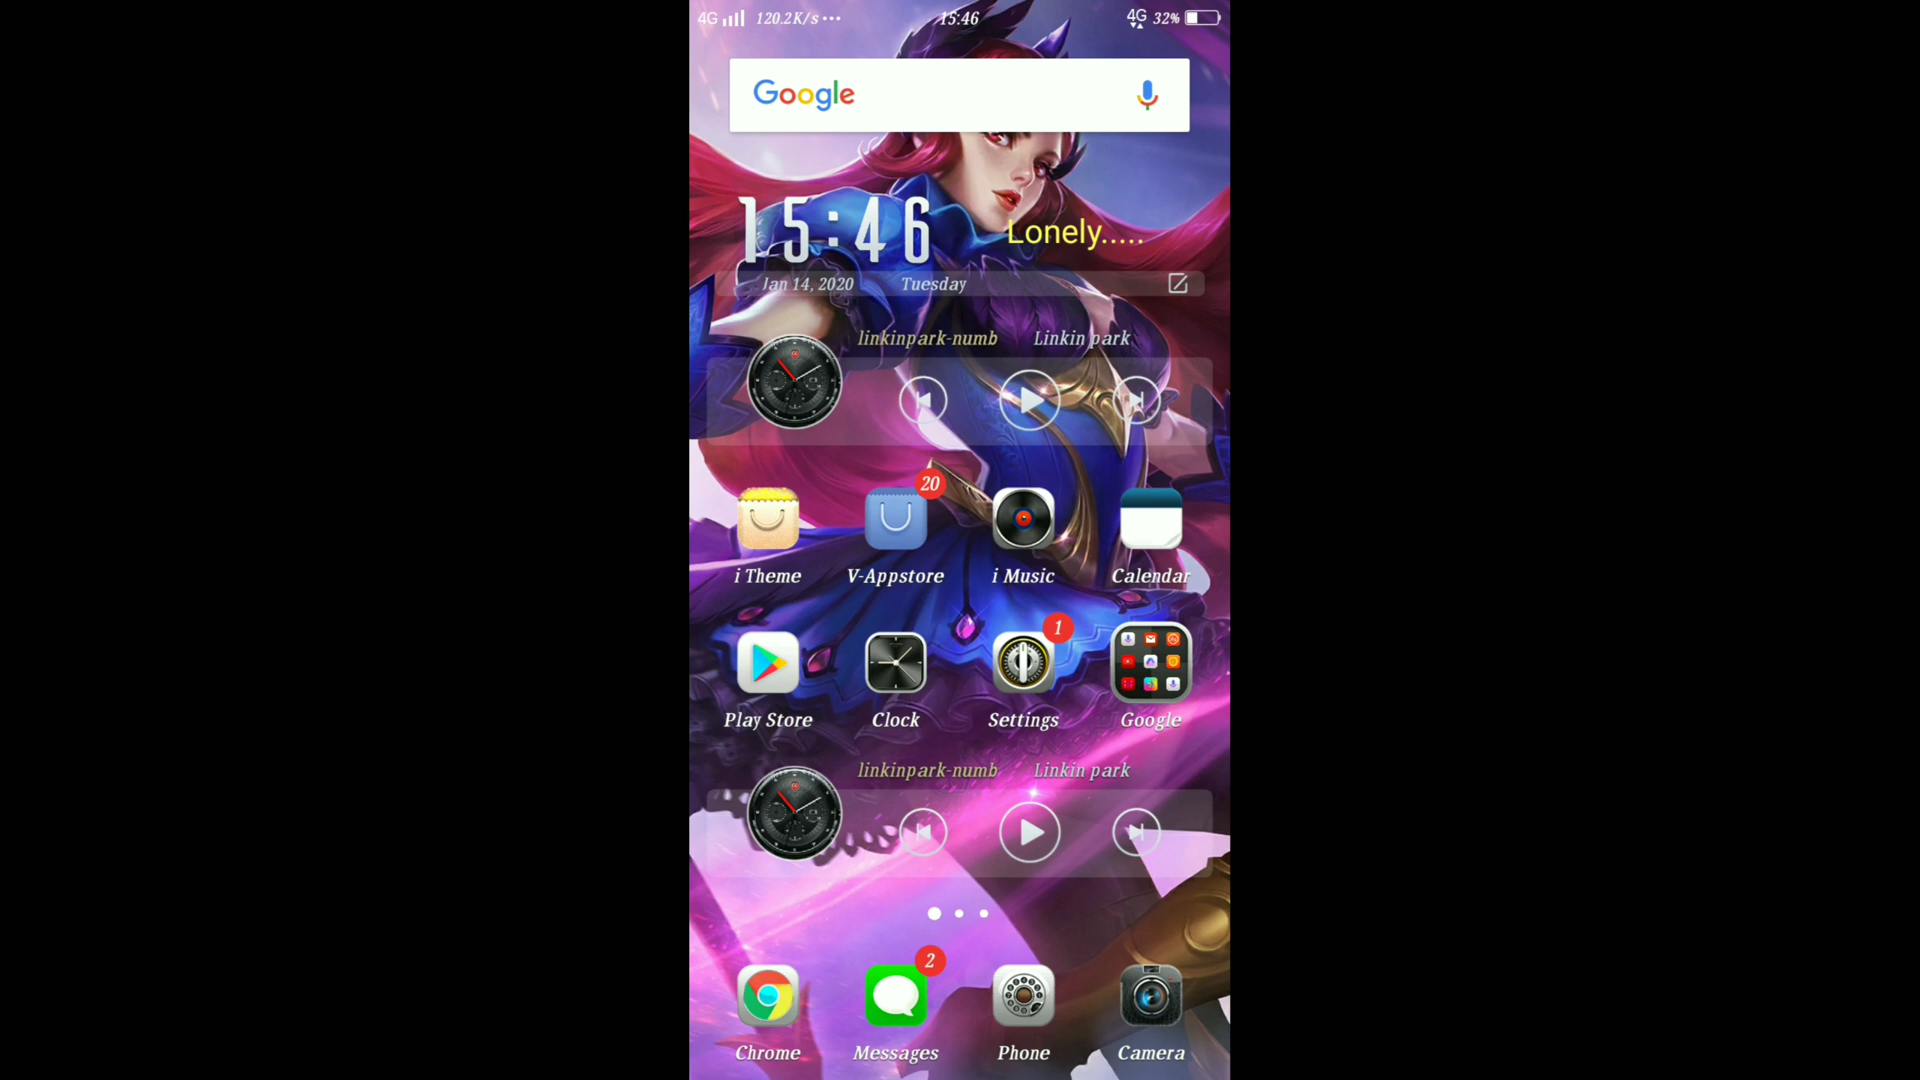 4G 120.2K/s ... 15:46 4G 32%
Google
15:46
Lonely.....
Jan 14, 2020 Tuesday
linkinpark-numb Linkin park
20
i Theme V-Appstore i Music Calendar
1
Play Store Clock Settings Google
linkinpark-numb Linkin park
2
Chrome Messages Phone Camera